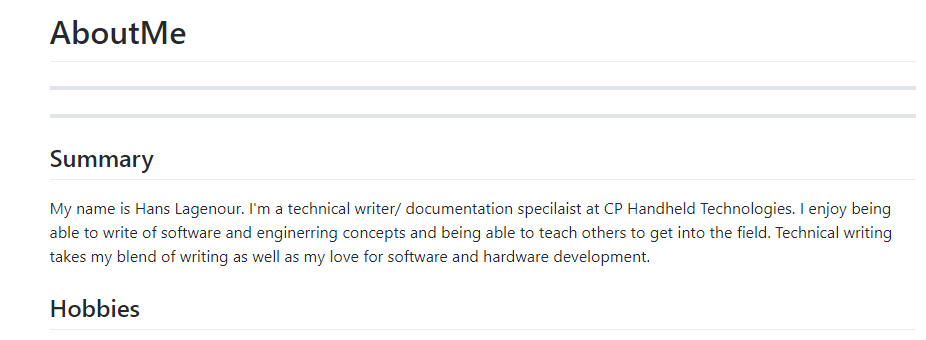 AboutMe
Summary
My name is Hans Lagenour. I'm a technical writer/ documentation specilaist at CP Handheld Technologies. I enjoy being
able to write of software and enginerring concepts and being able to teach others to get into the field. Technical writing
takes my blend of writing as well as my love for software and hardware development.
Hobbies